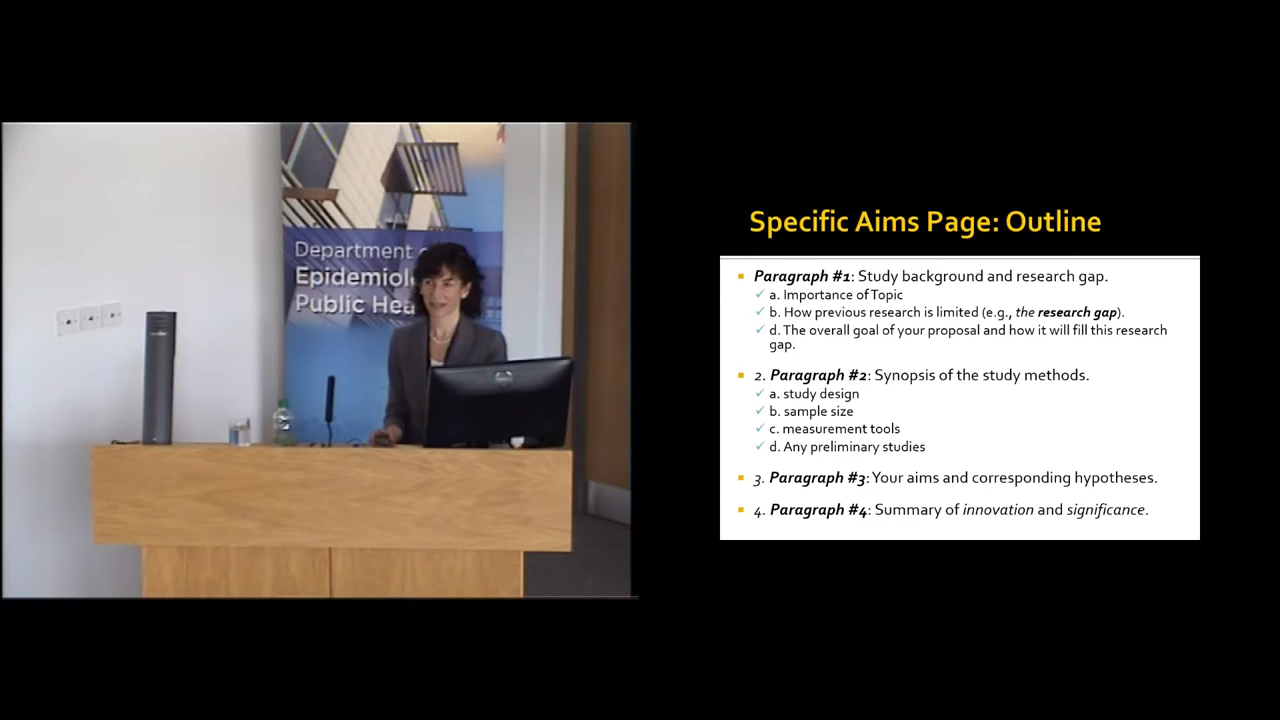 Department
Epidemiol
Public Hea
Specific Aims Page: Outline
Paragraph #1: Study background and research gap.
a. Importance of Topic
b. How previous research is limited (e.g., the research gap).
d. The overall goal of your proposal and how it will fill this research
gap.
2. Paragraph #2: Synopsis of the study methods.
a. study design
b. sample size
c. measurement tools
d. Any preliminary studies
3. Paragraph #3: Your aims and corresponding hypotheses.
4. Paragraph #4: Summary of innovation and significance.